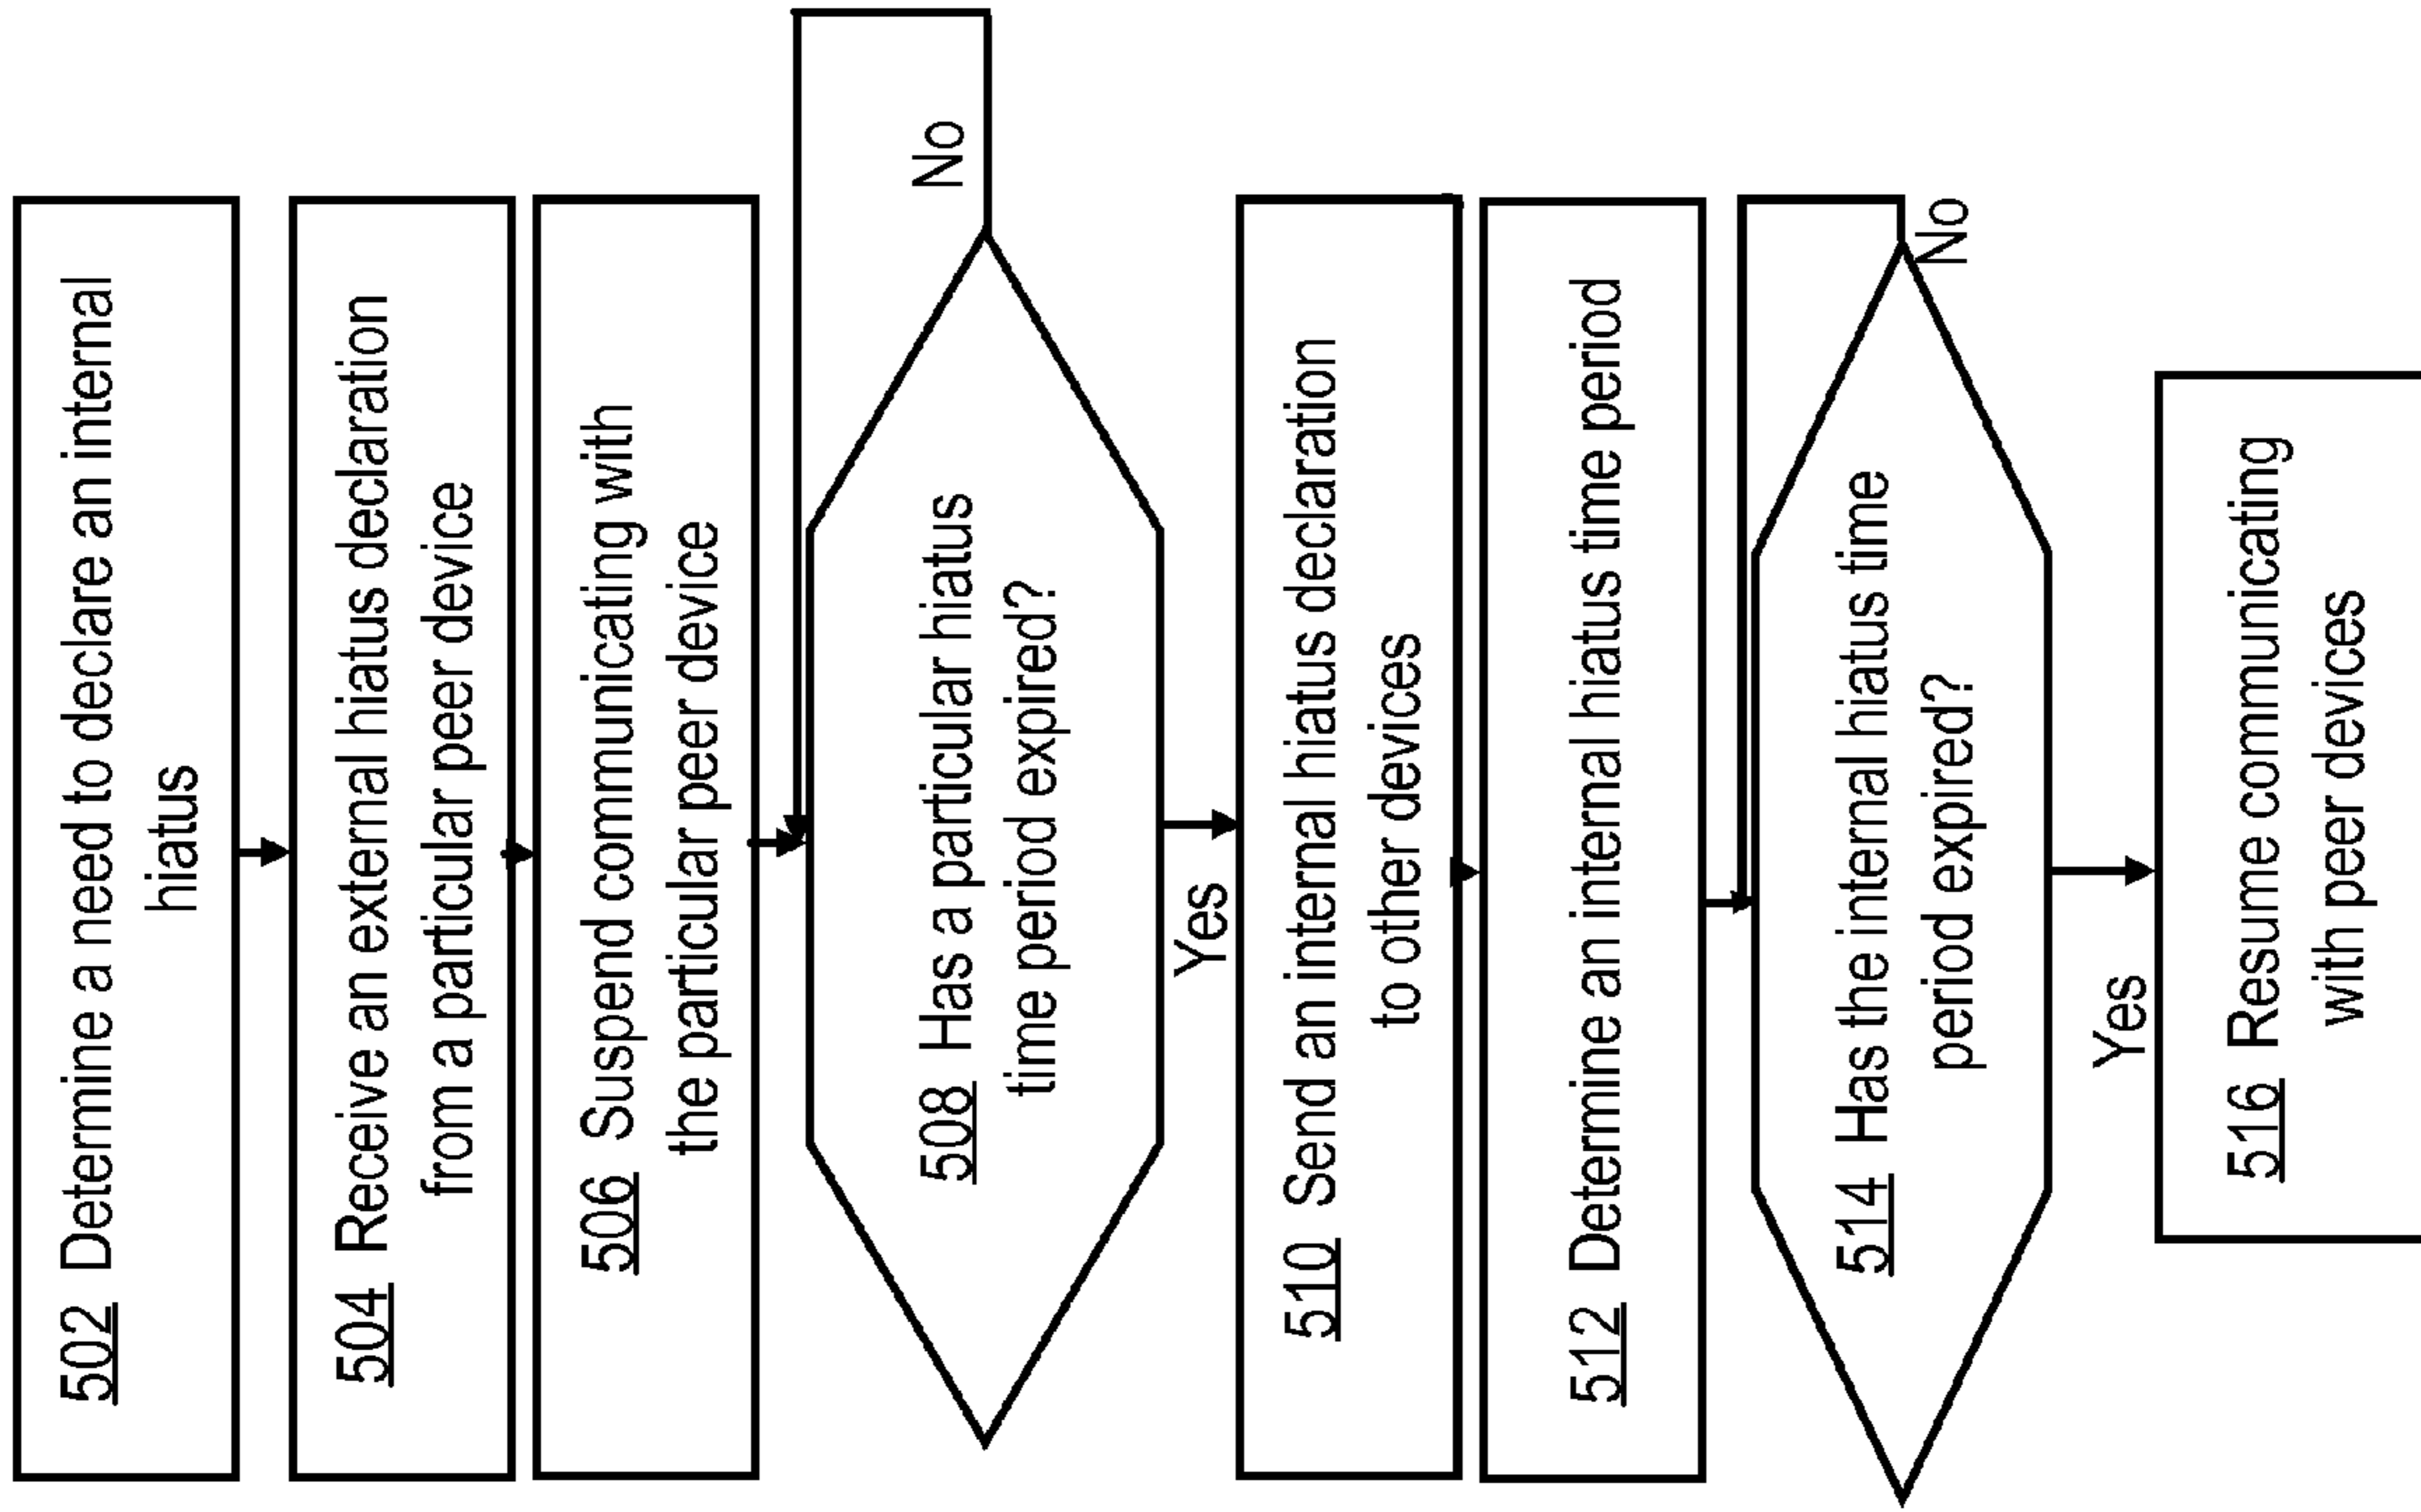 502 Determine a need to declare an internal
hiatus
504 Receive an external hiatus declaration
from a particular peer device
506 Suspend communicating with
the particular peer device
508 Has a particular hiatus
time period expired?
No
Yes
510 Send an internal hiatus declaration
to other devices
512 Determine an internal hiatus time period
514 Has the internal hiatus time
period expired?
No
Yes
516 Resume communicating
with peer devices